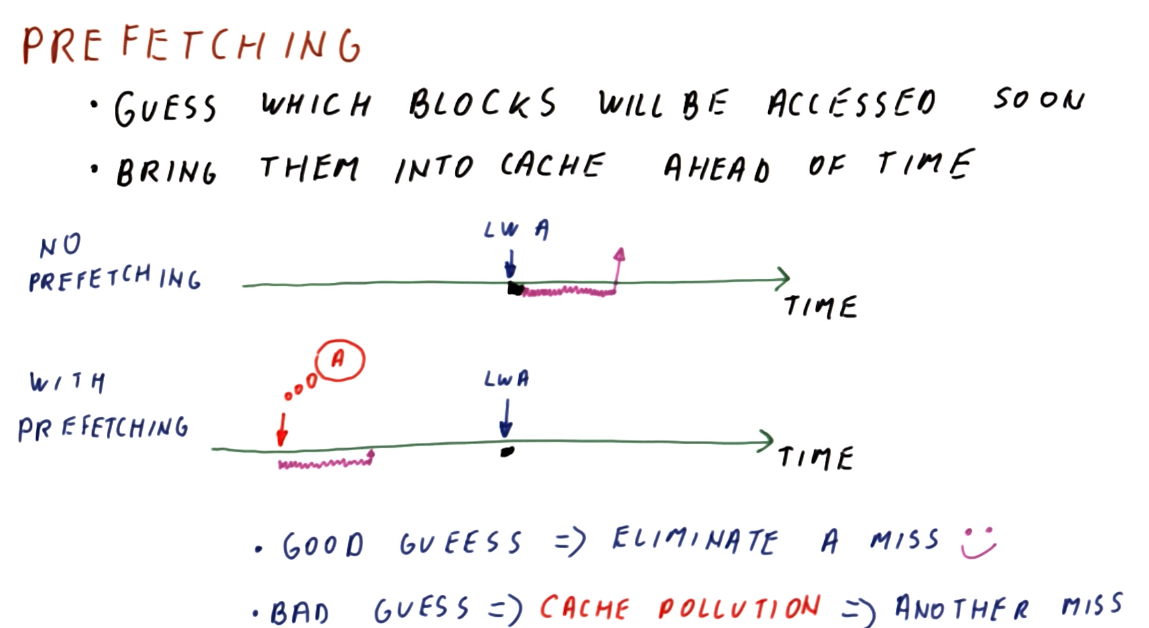 PREFETCHING
• GUESS WHICH BLOCKS WILL BE ACCESSED SOON
• BRING THEM INTO CACHE AHEAD OF TIME
LW A
NO
PREFETCHING
TIME
A
WITH
PREFETCHING
LWA
TIME
• GOOD GUEESS => ELIMINATE A MISS
• BAD GUESS => CACHE POLLUTION => ANOTHER MISS